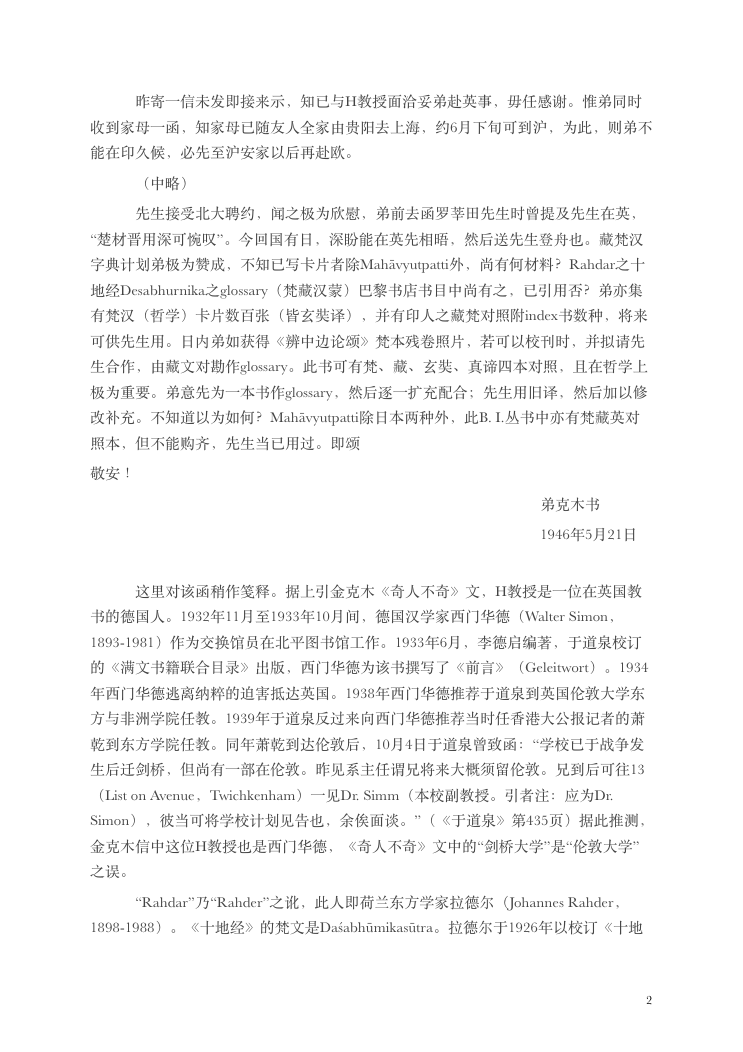 昨寄一信未发即接来示，知已与H教授面洽妥弟赴英事，毋任感谢。惟弟同时
收到家母一函，知家母已随友人全家由贵阳去上海，约6月下旬可到沪，为此，则弟不
能在印久候，必先至沪安家以后再赴欧。
（中略）
先生接受北大聘约，闻之极为欣慰，弟前去函罗莘田先生时曾提及先生在英，
“楚材晋用深可惋叹”。今回国有日，深盼能在英先相晤，然后送先生登舟也。藏梵汉
字典计划弟极为赞成，不知已写卡片者除Mahāvyutpatti外，尚有何材料？Rahdar之十
地经Desabhurnika之glossary（梵藏汉蒙）巴黎书店书目中尚有之，已引用否？弟亦集
有梵汉（哲学）卡片数百张（皆玄奘译），并有印人之藏梵对照附index书数种，将来
可供先生用。日内弟如获得《辨中边论颂》梵本残卷照片，若可以校刊时，并拟请先
生合作，由藏文对勘作glossary。此书可有梵、藏、玄奘、真谛四本对照，且在哲学上
极为重要。弟意先为一本书作glossary，然后逐一扩充配合；先生用旧译，然后加以修
改补充。不知道以为如何？Mahāvyutpatti除日本两种外，此B. I.丛书中亦有梵藏英对
照本，但不能购齐，先生当已用过。即颂
敬安！
弟克木书
1946年5月21日
这里对该函稍作笺释。据上引金克木《奇人不奇》文，H教授是一位在英国教
书的德国人。1932年11月至1933年10月间，德国汉学家西门华德（Walter Simon，
1893-1981）作为交换馆员在北平图书馆工作。1933年6月，李德启编著，于道泉校订
的《满文书籍联合目录》出版，西门华德为该书撰写了《前言》（Geleitwort）。1934
年西门华德逃离纳粹的迫害抵达英国。1938年西门华德推荐于道泉到英国伦敦大学东
方与非洲学院任教。1939年于道泉反过来向西门华德推荐当时任香港大公报记者的萧
乾到东方学院任教。同年萧乾到达伦敦后，10月4日于道泉曾致函：“学校已于战争发
生后迁剑桥，但尚有一部在伦敦。昨见系主任谓兄将来大概须留伦敦。兄到后可往13
（List on Avenue，Twichkenham）一见Dr. Simm（本校副教授。引者注：应为Dr.
Simon），彼当可将学校计划见告也，余俟面谈。”（《于道泉》第435页）据此推测，
金克木信中这位H教授也是西门华德，《奇人不奇》文中的“剑桥大学”是“伦敦大学”
之误。
“Rahdar”乃“Rahder”之讹，此人即荷兰东方学家拉德尔（Johannes Rahder，
1898-1988）。《十地经》的梵文是Daśabhūmikasūtra。拉德尔于1926年以校订《十地
2